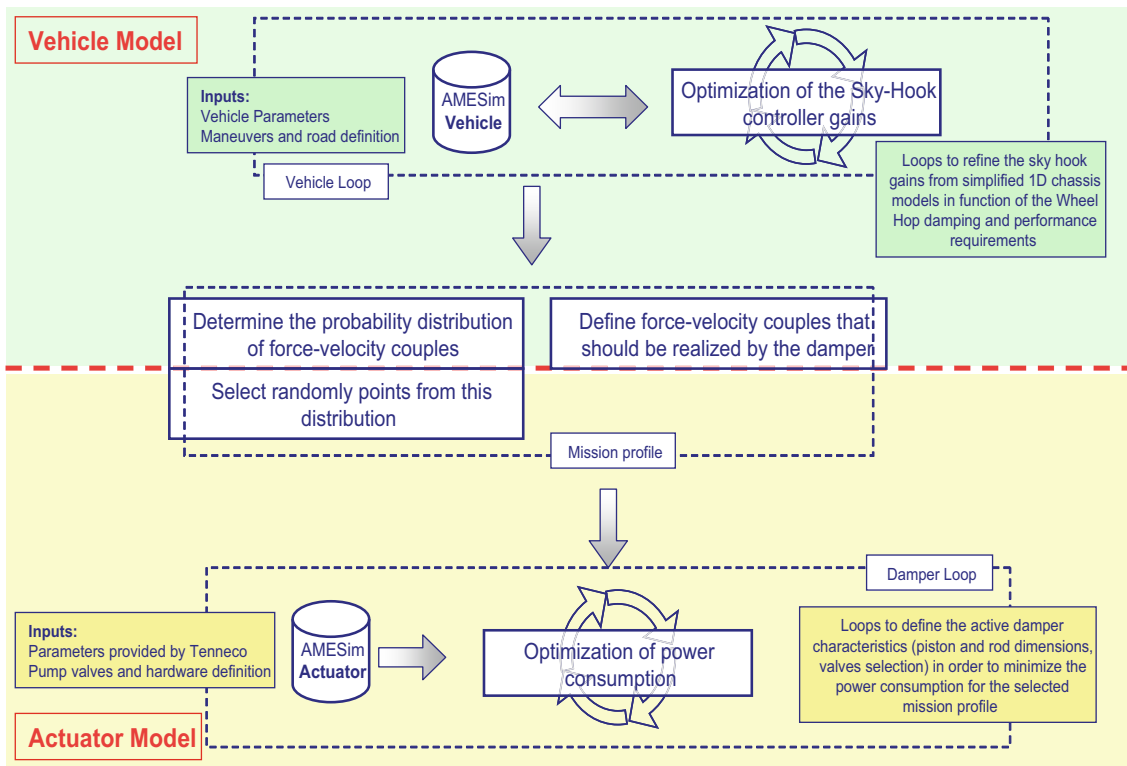 Vehicle Model
Inputs:
Vehicle Parameters
Maneuvers and road definition
AMESim
Vehicle
Optimization of the Sky-Hook
controller gains
Vehicle Loop
Loops to refine the sky hook
gains from simplified 1D chassis
models in function of the Wheel
Hop damping and performance
requirements
Determine the probability distribution
of force-velocity couples
Define force-velocity couples that
should be realized by the damper
Select randomly points from this
distribution
Mission profile
Damper Loop
Inputs:
Parameters provided by Tenneco
Pump valves and hardware definition
AMESim
Actuator
Optimization of power
consumption
Loops to define the active damper
characteristics (piston and rod dimensions,
valves selection) in order to minimize the
power consumption for the selected
mission profile
Actuator Model